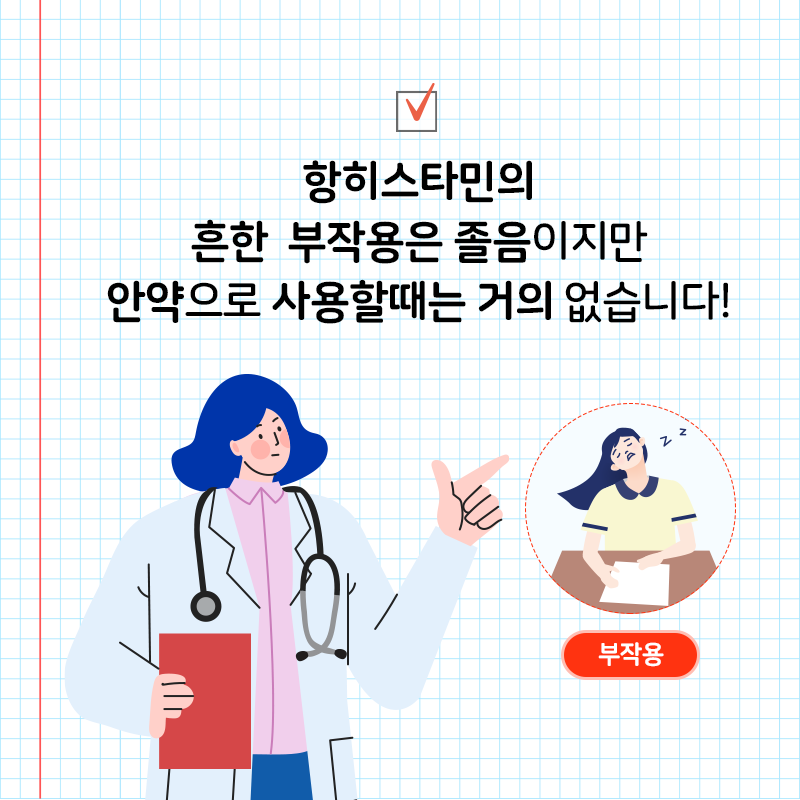 항히스타민의
흔한 부작용은 졸음이지만
안약으로 사용할때는 거의 없습니다!
z z
부작용